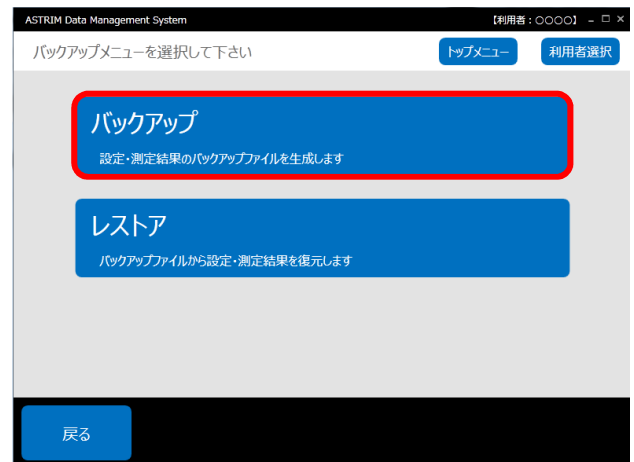 ASTRIM Data Management System 【利用者：○○○○】
バックアップメニューを選択して下さい トップメニュー 利用者選択
バックアップ
設定・測定結果のバックアップファイルを生成します
レストア
バックアップファイルから設定・測定結果を復元します
戻る